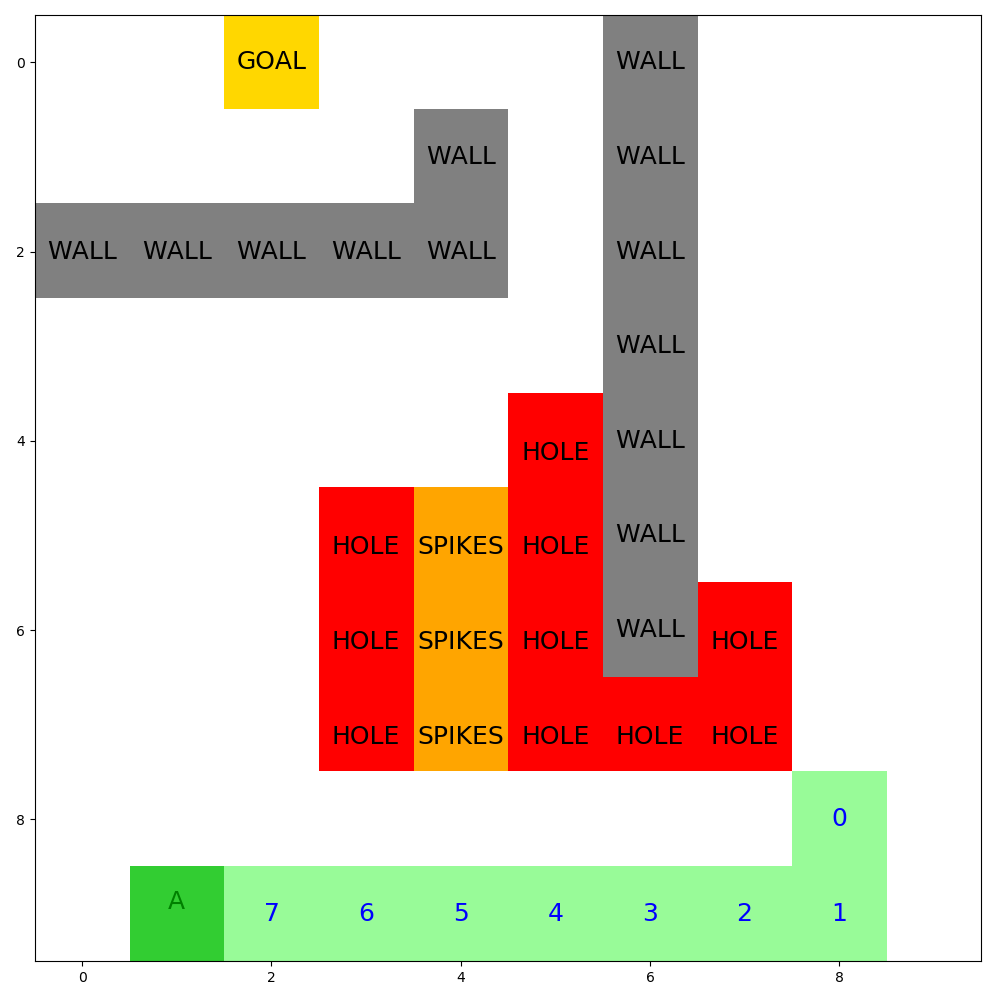 0 GOAL WALL
WALL WALL
2 WALL WALL WALL WALL WALL WALL
WALL
4 HOLE WALL
HOLE SPIKES HOLE WALL
6 HOLE SPIKES HOLE WALL HOLE
HOLE SPIKES HOLE HOLE HOLE
8 0
A 7 6 5 4 3 2 1
0 2 4 6 8